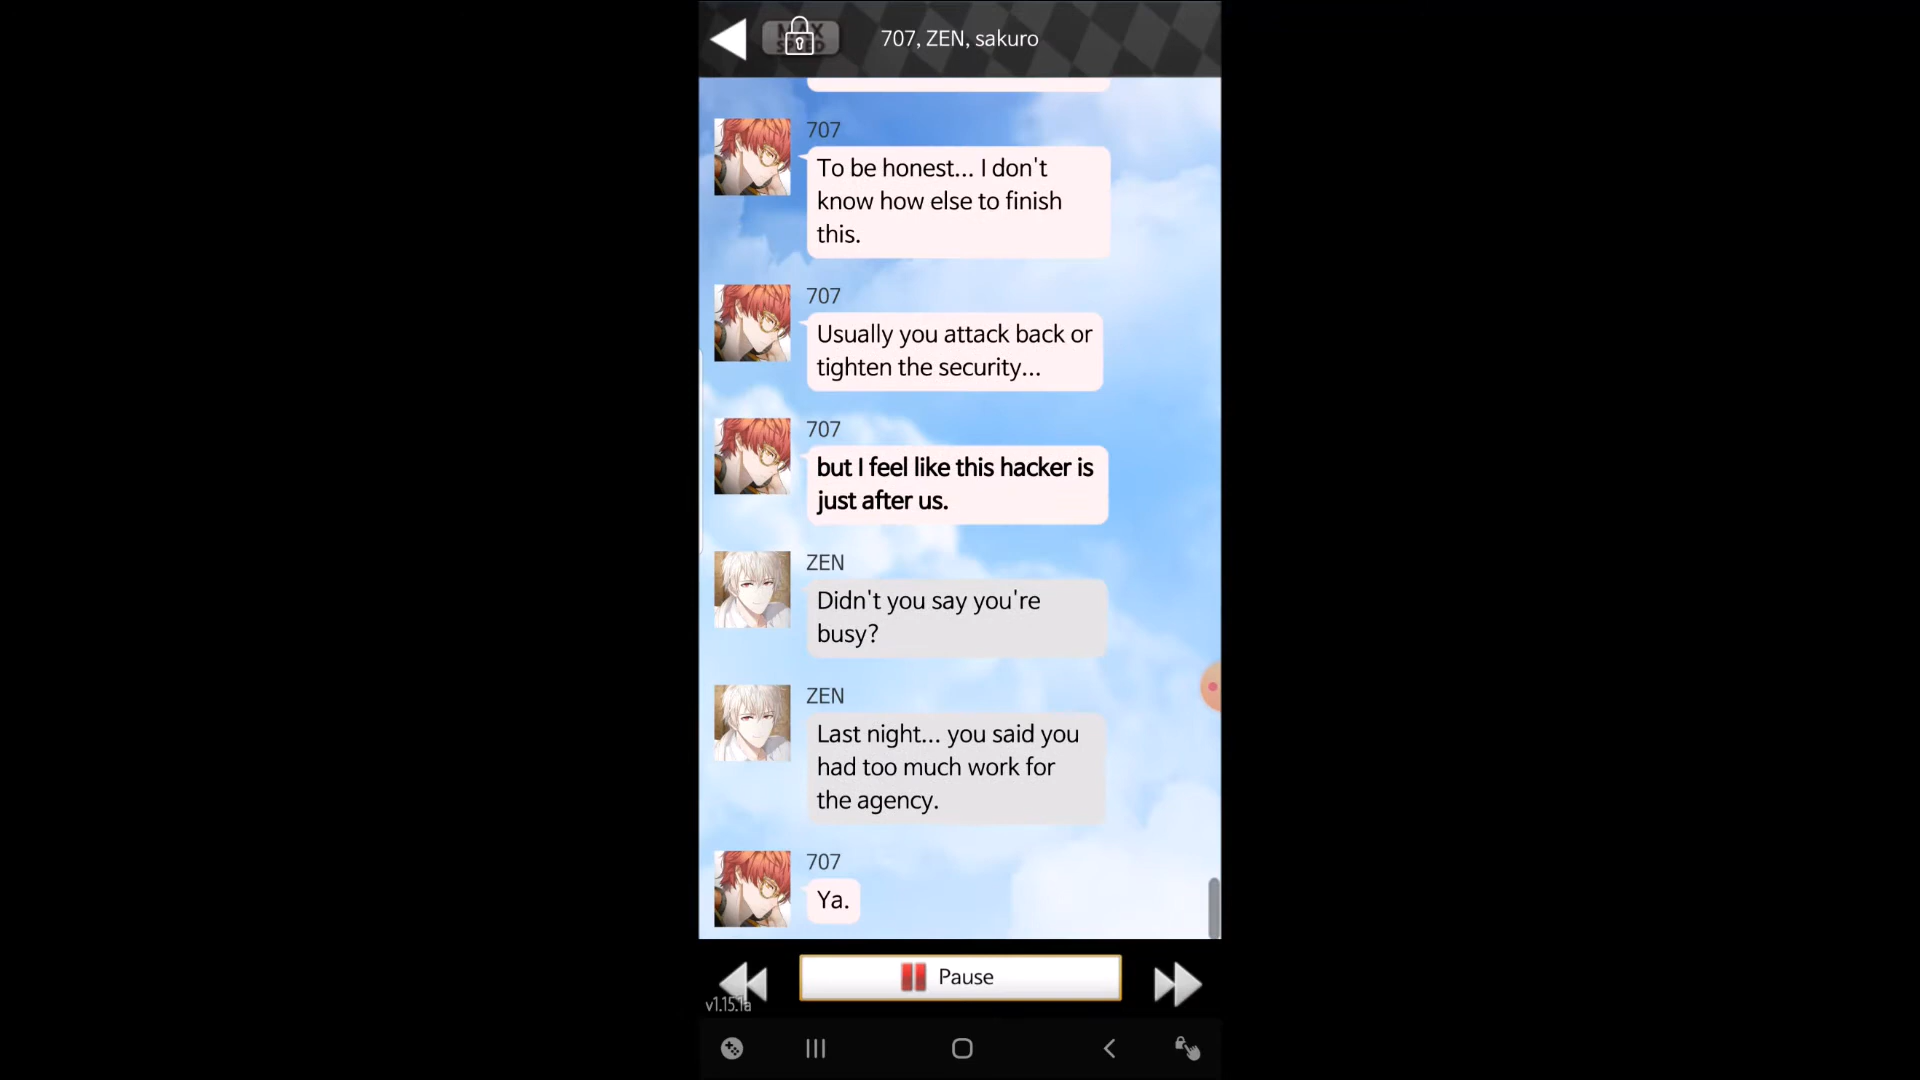 MAX
SPEED
707, ZEN, sakuro
707
To be honest... I don't
know how else to finish
this.
707
Usually you attack back or
tighten the security...
707
but I feel like this hacker is
just after us.
ZEN
Didn't you say you're
busy?
ZEN
Last night... you said you
had too much work for
the agency.
707
Ya.
Pause
v1.15.1a